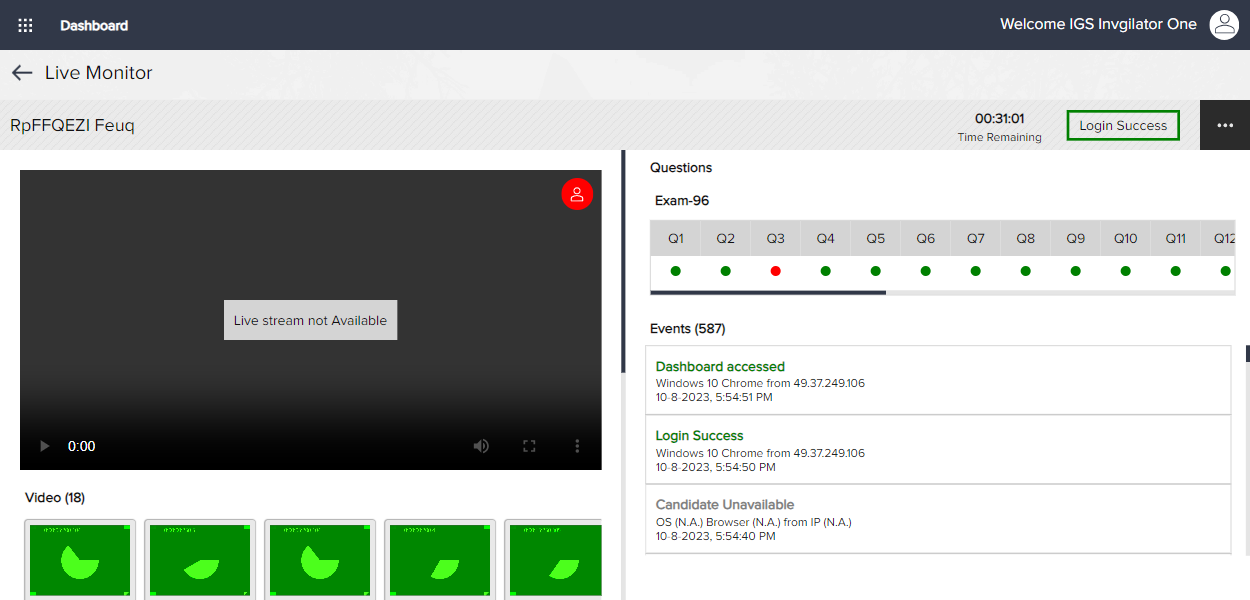 Dashboard
Welcome IGS Invgilator One
Live Monitor
RpFFQEZI Feuq
00:31:01
Time Remaining
Login Success
Live stream not Available
0:00
Video (18)
Questions
Exam-96
Q1 Q2 Q3 Q4 Q5 Q6 Q7 Q8 Q9 Q10 Q11 Q12
Events (587)
Dashboard accessed
Windows 10 Chrome from 49.37.249.106
10-8-2023, 5:54:51 PM
Login Success
Windows 10 Chrome from 49.37.249.106
10-8-2023, 5:54:50 PM
Candidate Unavailable
OS (N.A.) Browser (N.A.) from IP (N.A.)
10-8-2023, 5:54:40 PM